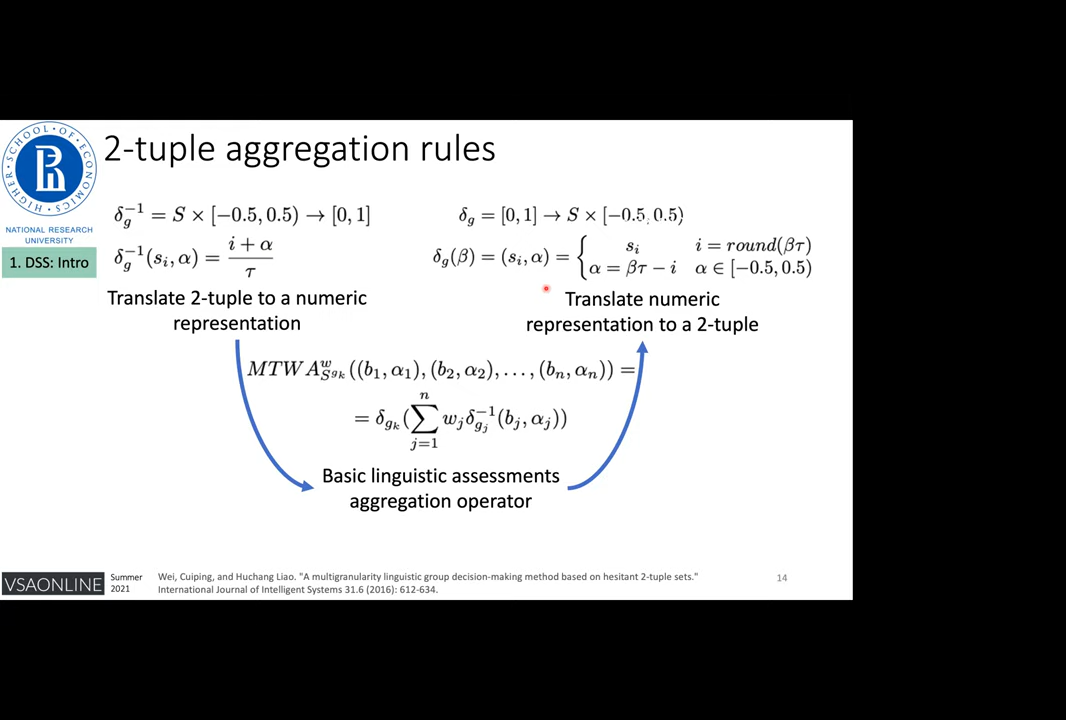 HIGHER · SCHOOL · OF · ECONOMICS
NATIONAL RESEARCH
UNIVERSITY
1. DSS: Intro
2-tuple aggregation rules
δ_g^{-1} = S × [−0.5, 0.5) → [0, 1]
δ_g^{-1}(s_i, α) = \frac{i + α}{τ}
Translate 2-tuple to a numeric
representation
δ_g = [0, 1] → S × [−0.5, 0.5)
δ_g(β) = (s_i, α) = { s_i   i = round(βτ)
α = βτ − i   α ∈ [−0.5, 0.5)
Translate numeric
representation to a 2-tuple
MTWA^w_{S^{g_k}}((b_1, α_1), (b_2, α_2), . . . , (b_n, α_n)) =
= δ_{g_k}(\sum_{j=1}^{n} w_j δ_{g_j}^{-1}(b_j, α_j))
Basic linguistic assessments
aggregation operator
VSAONLINE
Summer
2021
Wei, Cuiping, and Huchang Liao. "A multigranularity linguistic group decision-making method based on hesitant 2-tuple sets."
International Journal of Intelligent Systems 31.6 (2016): 612-634.
14